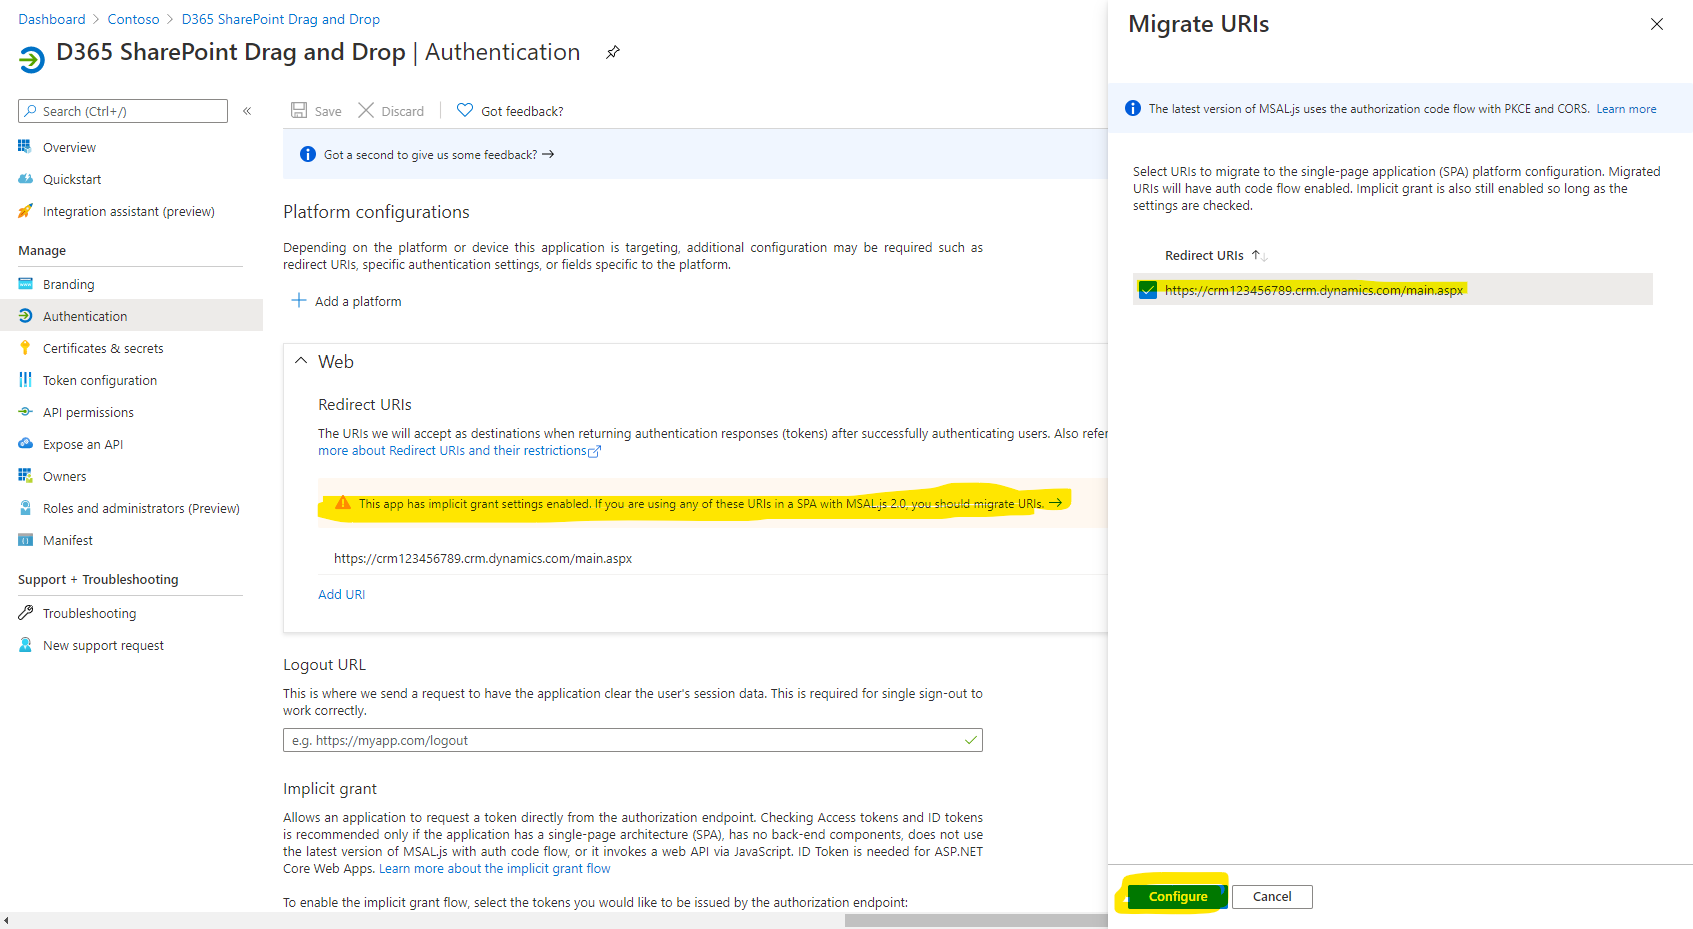 Dashboard > Contoso > D365 SharePoint Drag and Drop
D365 SharePoint Drag and Drop | Authentication
Search (Ctrl+/)
«
Overview
Quickstart
Integration assistant (preview)
Manage
Branding
Authentication
Certificates & secrets
Token configuration
API permissions
Expose an API
Owners
Roles and administrators (Preview)
Manifest
Support + Troubleshooting
Troubleshooting
New support request
Save Discard Got feedback?
Got a second to give us some feedback? →
Platform configurations
Depending on the platform or device this application is targeting, additional configuration may be required such as
redirect URIs, specific authentication settings, or fields specific to the platform.
+ Add a platform
Web
Redirect URIs
The URIs we will accept as destinations when returning authentication responses (tokens) after successfully authenticating users. Also refer
more about Redirect URIs and their restrictions
This app has implicit grant settings enabled. If you are using any of these URIs in a SPA with MSAL.js 2.0, you should migrate URIs. →
https://crm123456789.crm.dynamics.com/main.aspx
Add URI
Logout URL
This is where we send a request to have the application clear the user's session data. This is required for single sign-out to
work correctly.
e.g. https://myapp.com/logout
Implicit grant
Allows an application to request a token directly from the authorization endpoint. Checking Access tokens and ID tokens
is recommended only if the application has a single-page architecture (SPA), has no back-end components, does not use
the latest version of MSAL.js with auth code flow, or it invokes a web API via JavaScript. ID Token is needed for ASP.NET
Core Web Apps. Learn more about the implicit grant flow
To enable the implicit grant flow, select the tokens you would like to be issued by the authorization endpoint:
Migrate URIs
The latest version of MSAL.js uses the authorization code flow with PKCE and CORS. Learn more
Select URIs to migrate to the single-page application (SPA) platform configuration. Migrated
URIs will have auth code flow enabled. Implicit grant is also still enabled so long as the
settings are checked.
Redirect URIs ↑↓
https://crm123456789.crm.dynamics.com/main.aspx
Configure Cancel